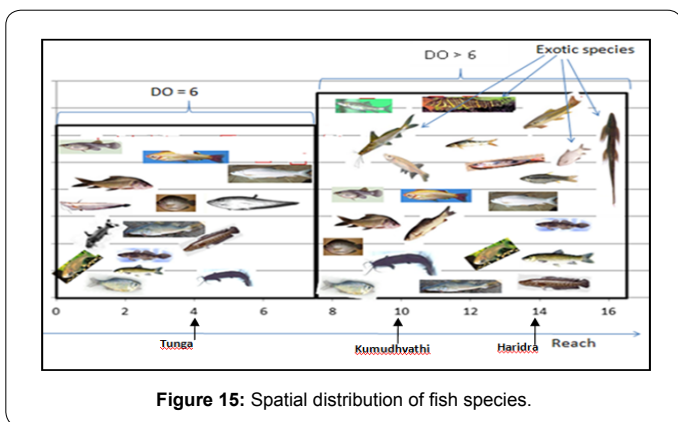 Exotic species
DO > 6
DO = 6
0 2 4 6 8 10 12 14 16
Tunga Kumudhvathi Haridra Reach
Figure 15: Spatial distribution of fish species.